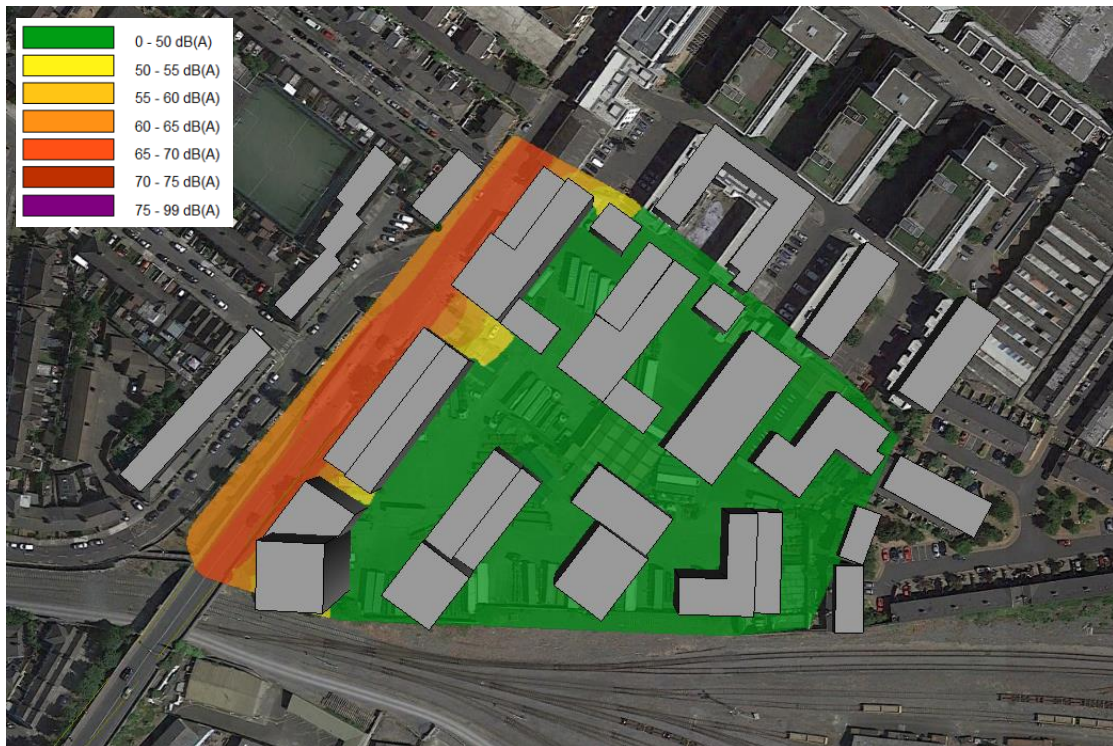 0 - 50 dB(A)
50 - 55 dB(A)
55 - 60 dB(A)
60 - 65 dB(A)
65 - 70 dB(A)
70 - 75 dB(A)
75 - 99 dB(A)